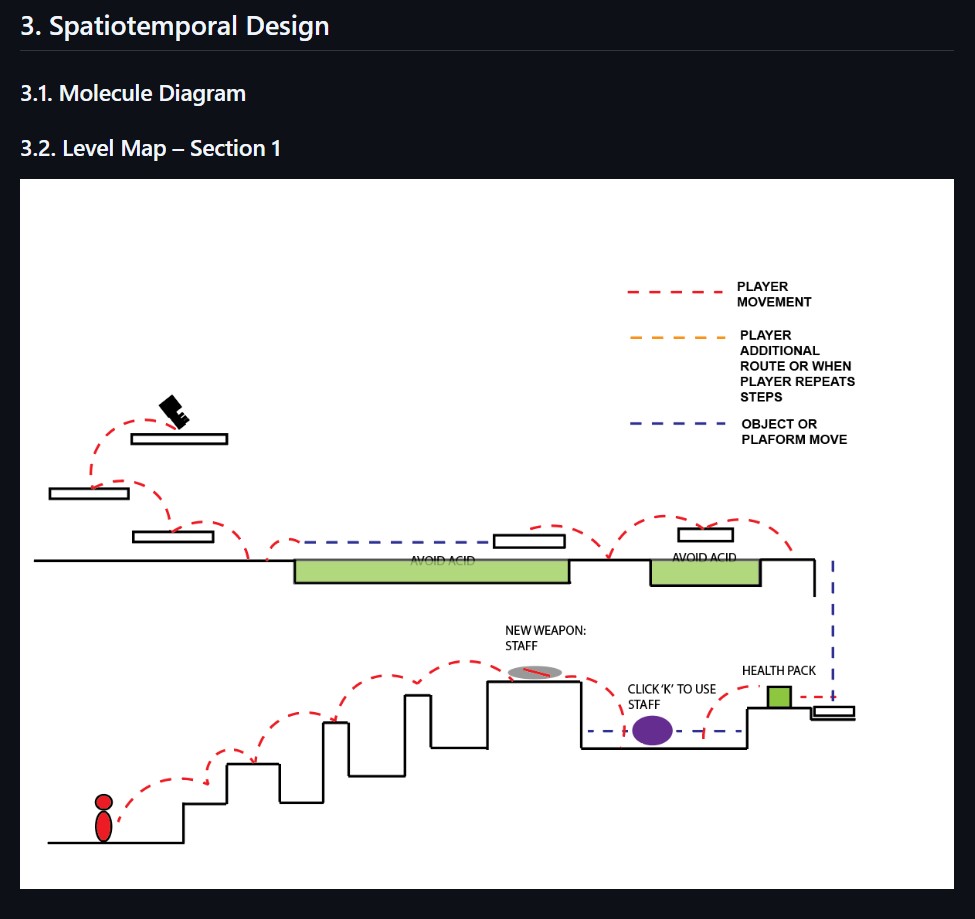 3. Spatiotemporal Design
3.1. Molecule Diagram
3.2. Level Map – Section 1
PLAYER
MOVEMENT
PLAYER
ADDITIONAL
ROUTE OR WHEN
PLAYER REPEATS
STEPS
OBJECT OR
PLAFORM MOVE
AVOID ACID
AVOID ACID
NEW WEAPON:
STAFF
CLICK 'K' TO USE
STAFF
HEALTH PACK